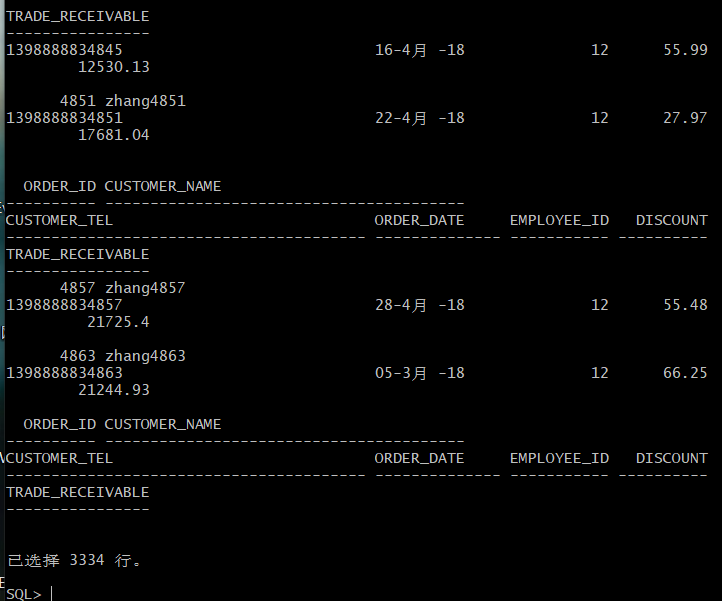 TRADE_RECEIVABLE
----------------
1398888834845                            16-4月 -18              12      55.99
        12530.13
      4851 zhang4851
1398888834851                            22-4月 -18              12      27.97
        17681.04
  ORDER_ID CUSTOMER_NAME
---------- ----------------------------------------
CUSTOMER_TEL                             ORDER_DATE     EMPLOYEE_ID   DISCOUNT
---------------------------------------- -------------- ----------- ----------
TRADE_RECEIVABLE
----------------
      4857 zhang4857
1398888834857                            28-4月 -18              12      55.48
         21725.4
      4863 zhang4863
1398888834863                            05-3月 -18              12      66.25
        21244.93
  ORDER_ID CUSTOMER_NAME
---------- ----------------------------------------
CUSTOMER_TEL                             ORDER_DATE     EMPLOYEE_ID   DISCOUNT
---------------------------------------- -------------- ----------- ----------
TRADE_RECEIVABLE
----------------
已选择 3334 行。
SQL>